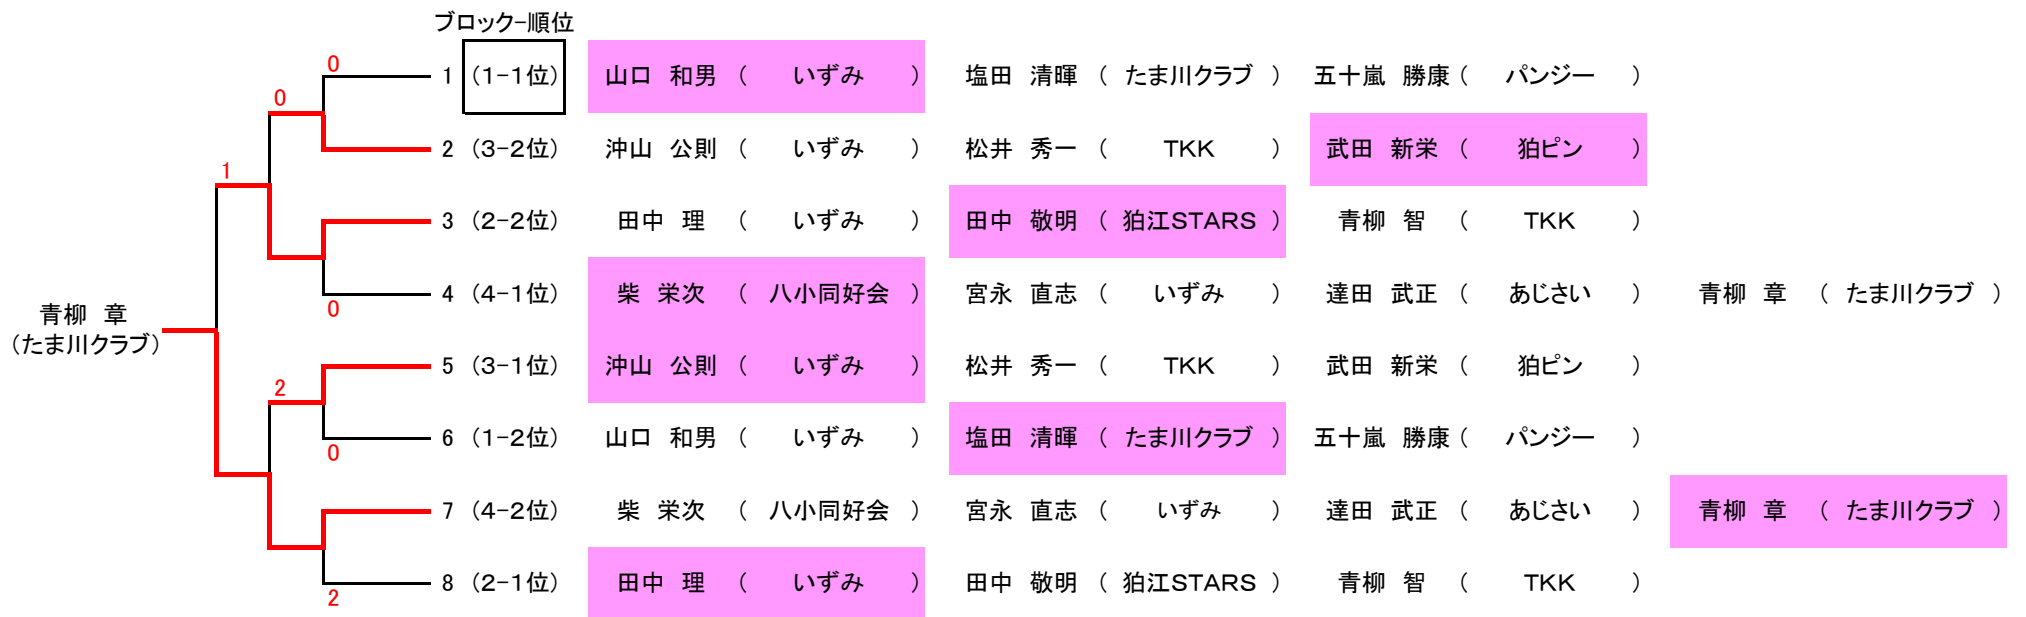 ブロック-順位
0
1 (1-1位) 山口 和男 ( いずみ ) 塩田 清暉 ( たま川クラブ ) 五十嵐 勝康 ( パンジー )
0
2 (3-2位) 沖山 公則 ( いずみ ) 松井 秀一 ( TKK ) 武田 新栄 ( 狛ピン )
1
3 (2-2位) 田中 理 ( いずみ ) 田中 敬明 ( 狛江STARS ) 青柳 智 ( TKK )
4 (4-1位) 柴 栄次 ( 八小同好会 ) 宮永 直志 ( いずみ ) 達田 武正 ( あじさい ) 青柳 章 ( たま川クラブ )
0
青柳 章
(たま川クラブ)
5 (3-1位) 沖山 公則 ( いずみ ) 松井 秀一 ( TKK ) 武田 新栄 ( 狛ピン )
2
6 (1-2位) 山口 和男 ( いずみ ) 塩田 清暉 ( たま川クラブ ) 五十嵐 勝康 ( パンジー )
0
7 (4-2位) 柴 栄次 ( 八小同好会 ) 宮永 直志 ( いずみ ) 達田 武正 ( あじさい ) 青柳 章 ( たま川クラブ )
8 (2-1位) 田中 理 ( いずみ ) 田中 敬明 ( 狛江STARS ) 青柳 智 ( TKK )
2